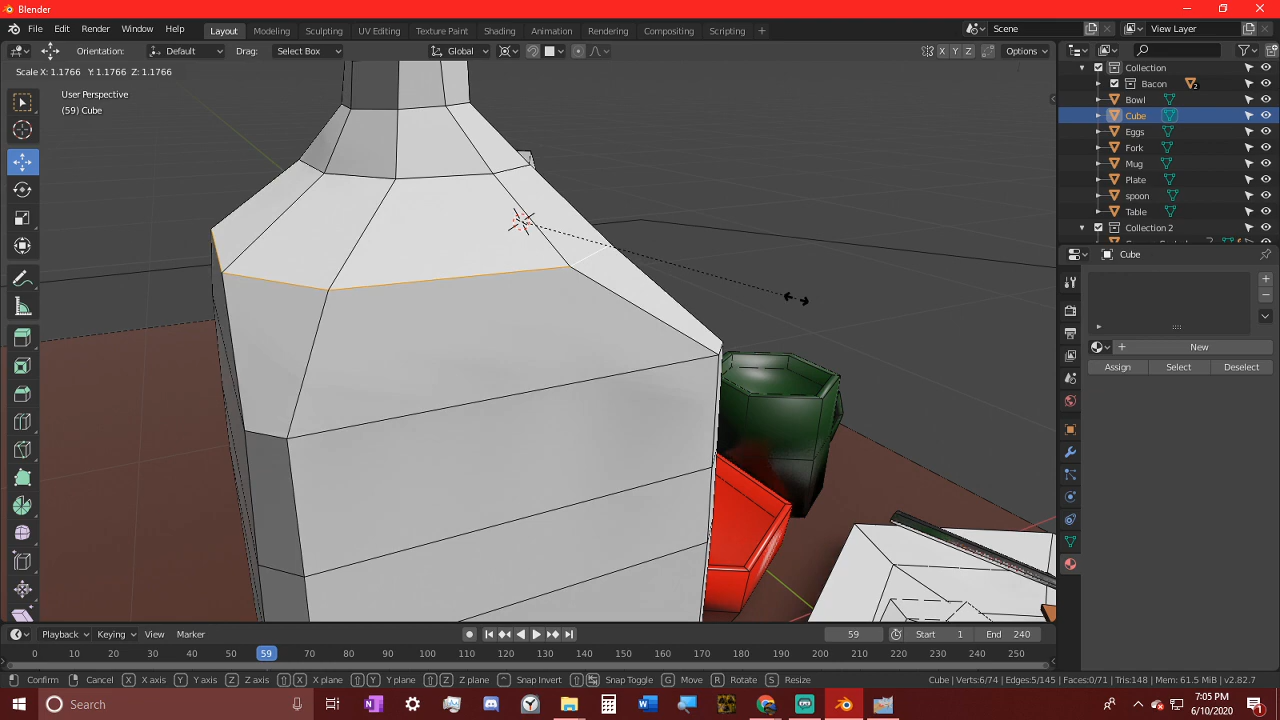 Blender
File Edit Render Window Help Layout Modeling Sculpting UV Editing Texture Paint Shading Animation Rendering Compositing Scripting + Scene View Layer
Orientation: Default Drag: Select Box Global X Y Z Options
Scale X: 1.1766 Y: 1.1766 Z: 1.1766
User Perspective
(59) Cube
Collection
Bacon 2
Bowl
Cube
Eggs
Fork
Mug
Plate
spoon
Table
Collection 2
Cube
New
Assign Select Deselect
Playback Keying View Marker 59 Start 1 End 240
0 10 20 30 40 50 59 70 80 90 100 110 120 130 140 150 160 170 180 190 200 210 220 230 240 250
Confirm Cancel X X axis Y Y axis Z Z axis X X plane Y Y plane Z Z plane Snap Invert Snap Toggle G Move R Rotate S Resize Cube | Verts:6/74 | Edges:5/145 | Faces:0/71 | Tris:148 | Mem: 61.5 MiB | v2.82.7
Search 7:05 PM
6/10/2020